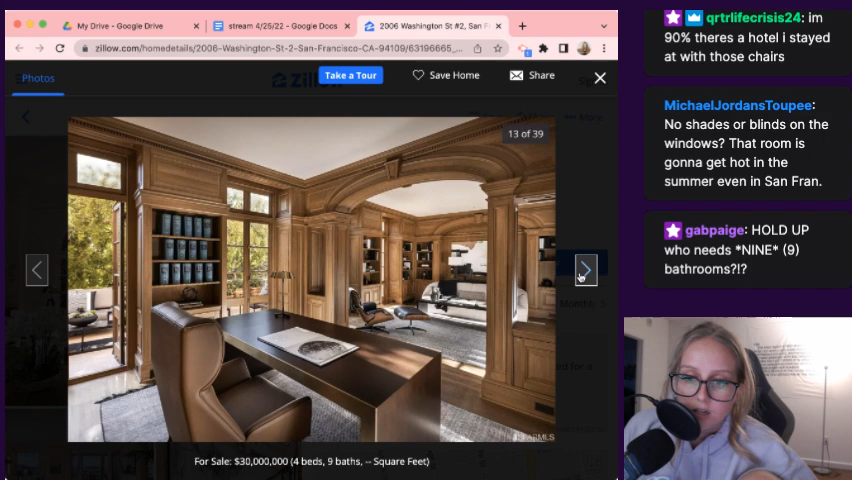 My Drive - Google Drive
stream 4/25/22 - Google Docs
2006 Washington St #2, San F
zillow.com/homedetails/2006-Washington-St-2-San-Francisco-CA-94109/63196665_...
Photos
Take a Tour
Save Home
Share
Zillow
More
13 of 39
SFARMLS
For Sale: $30,000,000 (4 beds, 9 baths, -- Square Feet)
qrtrlifecrisis24: im
90% theres a hotel i stayed
at with those chairs
MichaelJordansToupee:
No shades or blinds on the
windows? That room is
gonna get hot in the
summer even in San Fran.
gabpaige: HOLD UP
who needs *NINE* (9)
bathrooms?!?